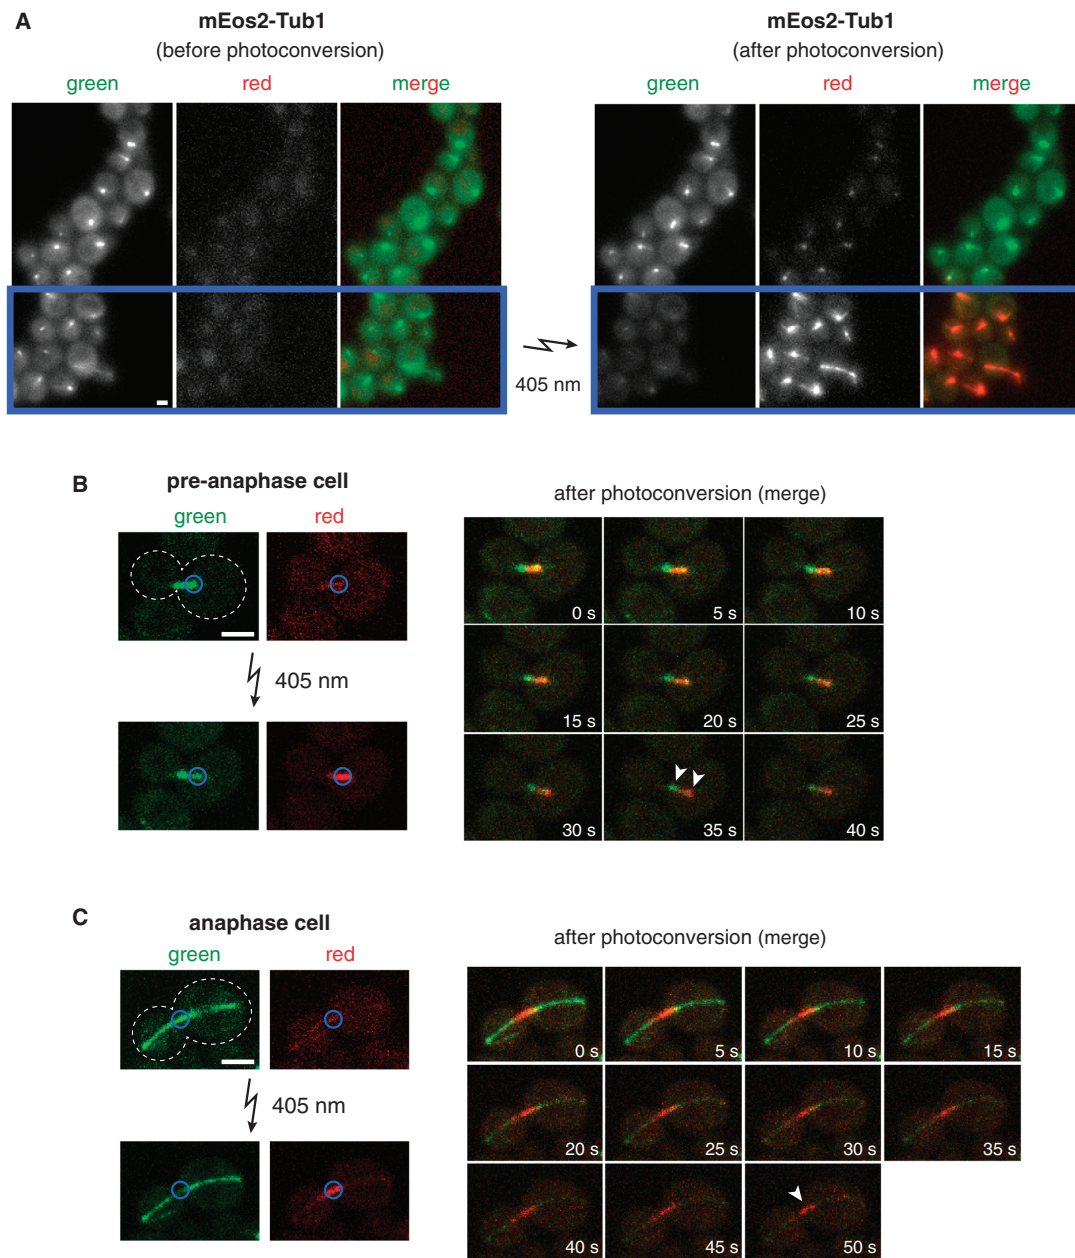 A
mEos2-Tub1
(before photoconversion)
green red merge
mEos2-Tub1
(after photoconversion)
green red merge
405 nm
B
pre-anaphase cell
green red
405 nm
after photoconversion (merge)
0 s 5 s 10 s
15 s 20 s 25 s
30 s 35 s 40 s
C
anaphase cell
green red
405 nm
after photoconversion (merge)
0 s 5 s 10 s 15 s
20 s 25 s 30 s 35 s
40 s 45 s 50 s